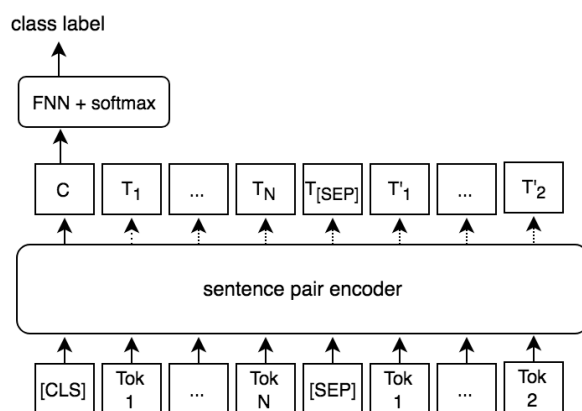 class label
FNN + softmax
C T1 ... TN T[SEP] T'1 ... T'2
sentence pair encoder
[CLS] Tok 1 ... Tok N [SEP] Tok 1 ... Tok 2